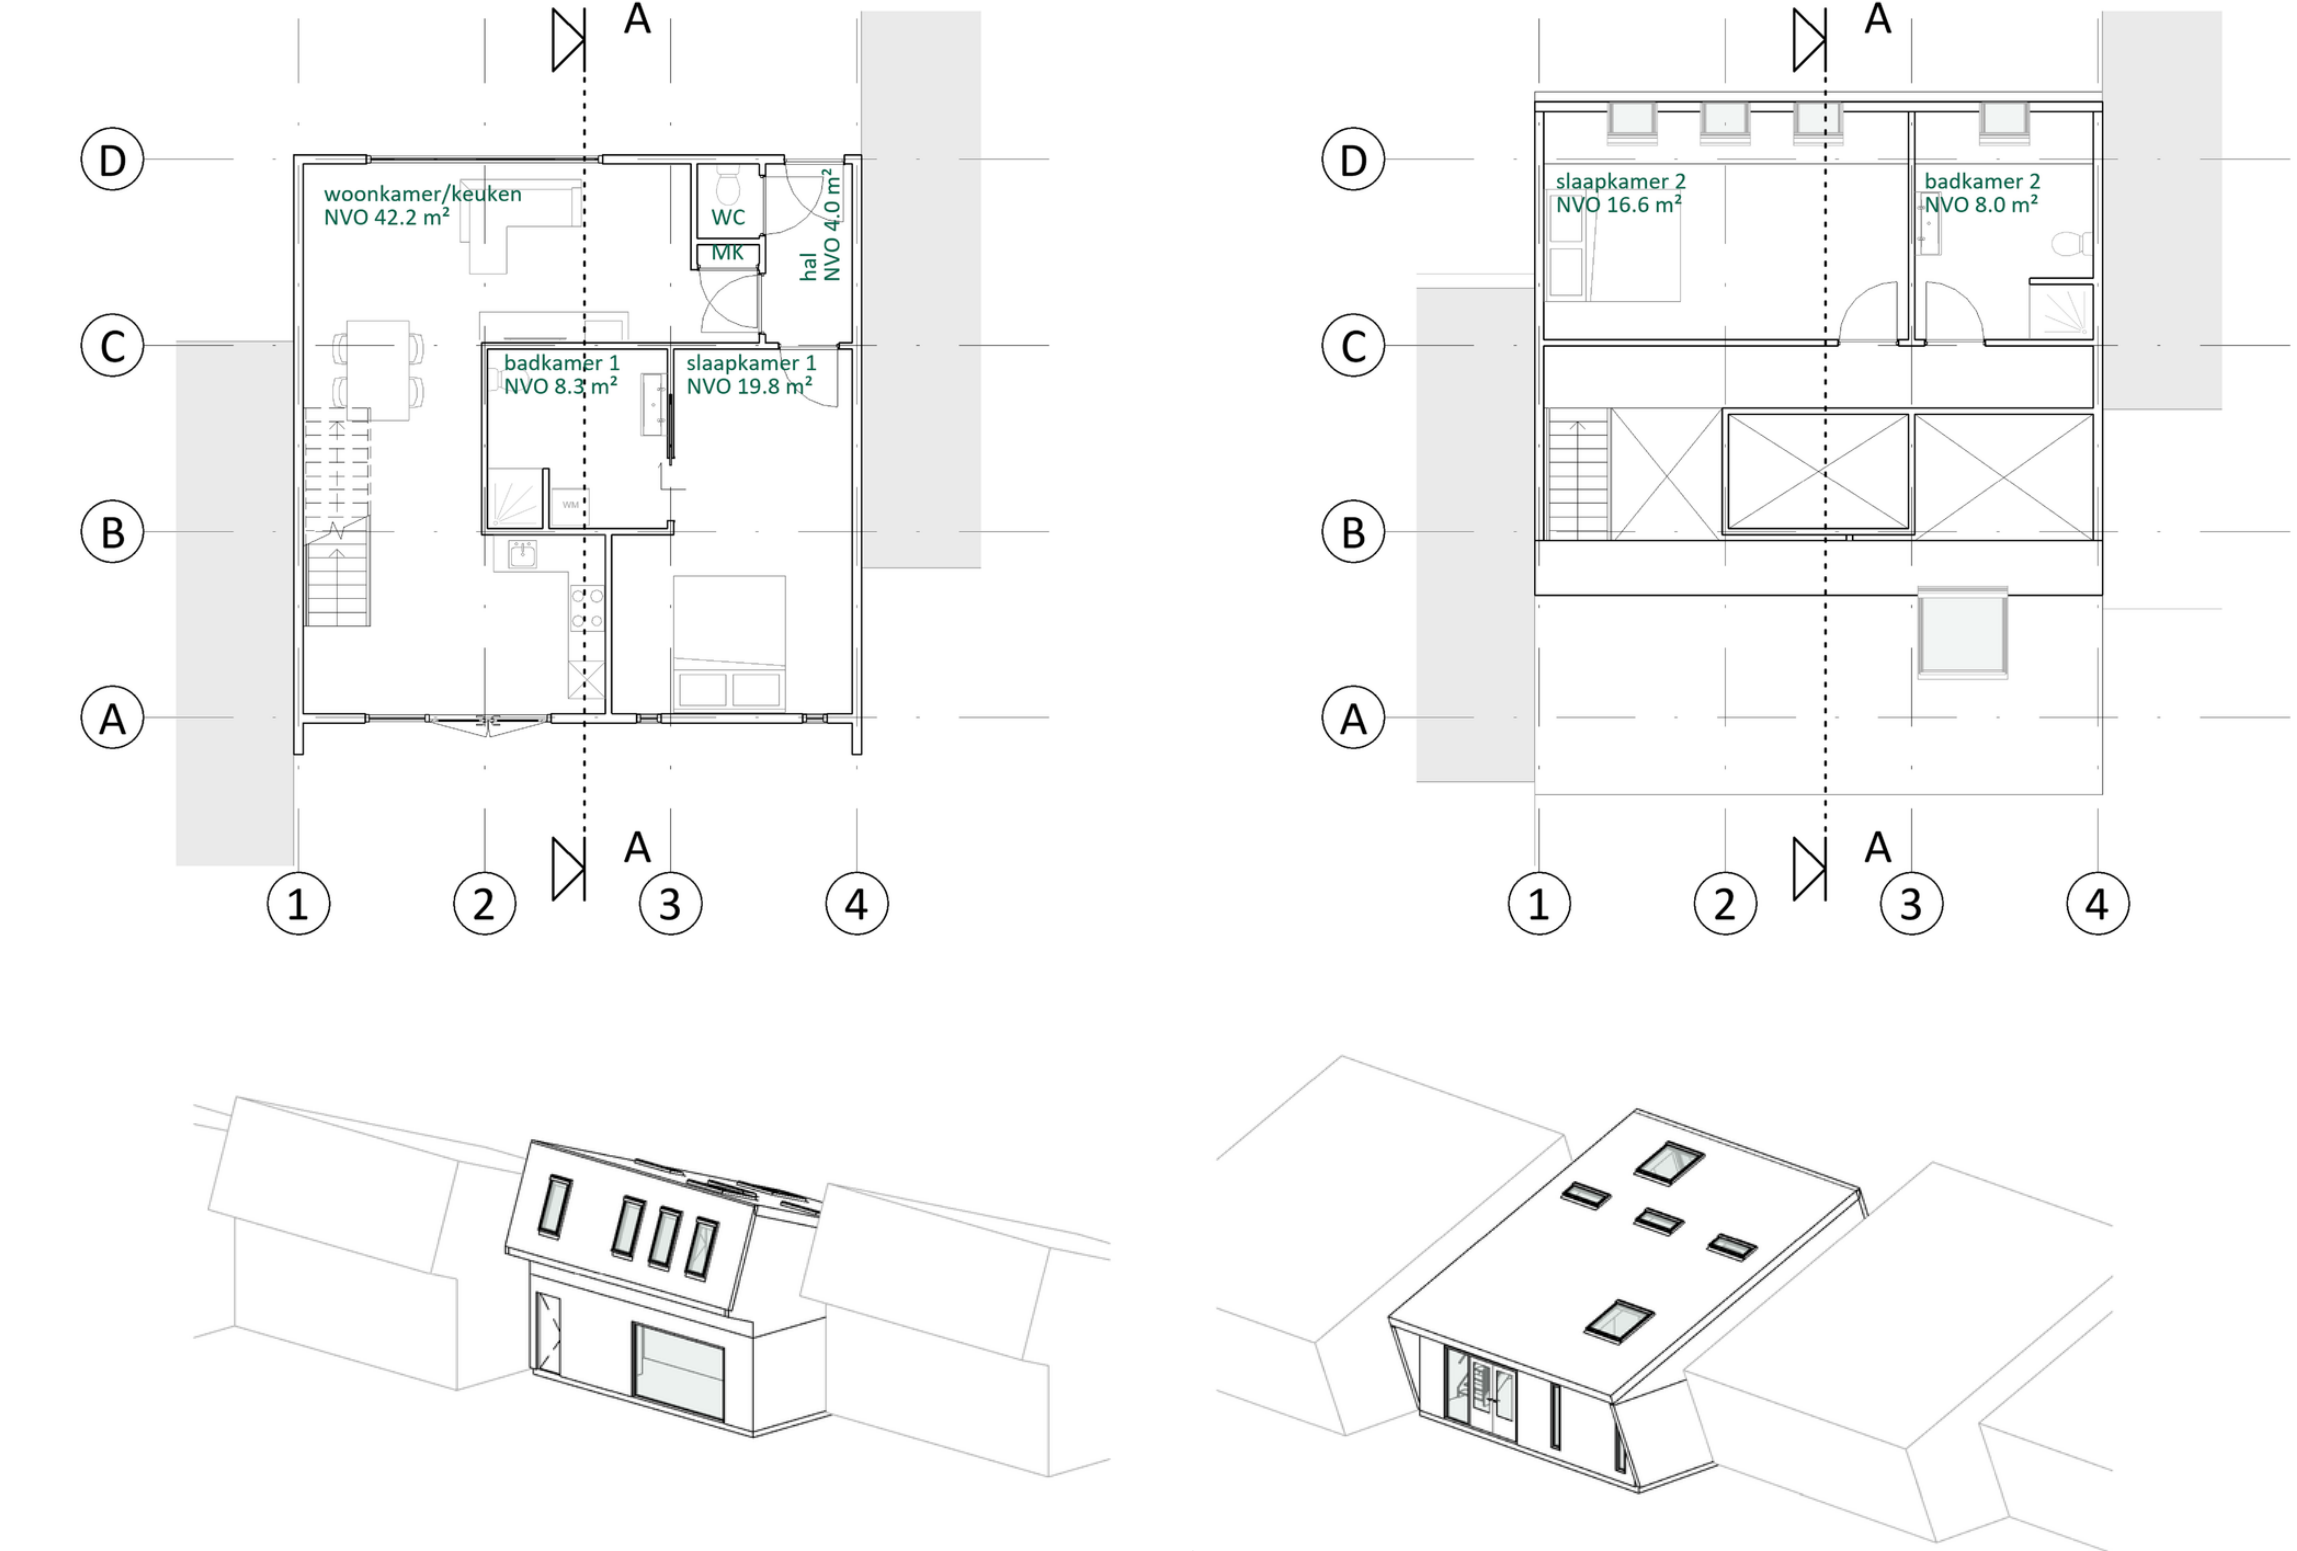 A
D
woonkamer/keuken
NVO 42.2 m²
WC
MK
hal
NVO 4.0 m²
C
badkamer 1
NVO 8.3 m²
slaapkamer 1
NVO 19.8 m²
WM
B
A
A
1
2
3
4
A
D
slaapkamer 2
NVO 16.6 m²
badkamer 2
NVO 8.0 m²
C
B
A
A
1
2
3
4